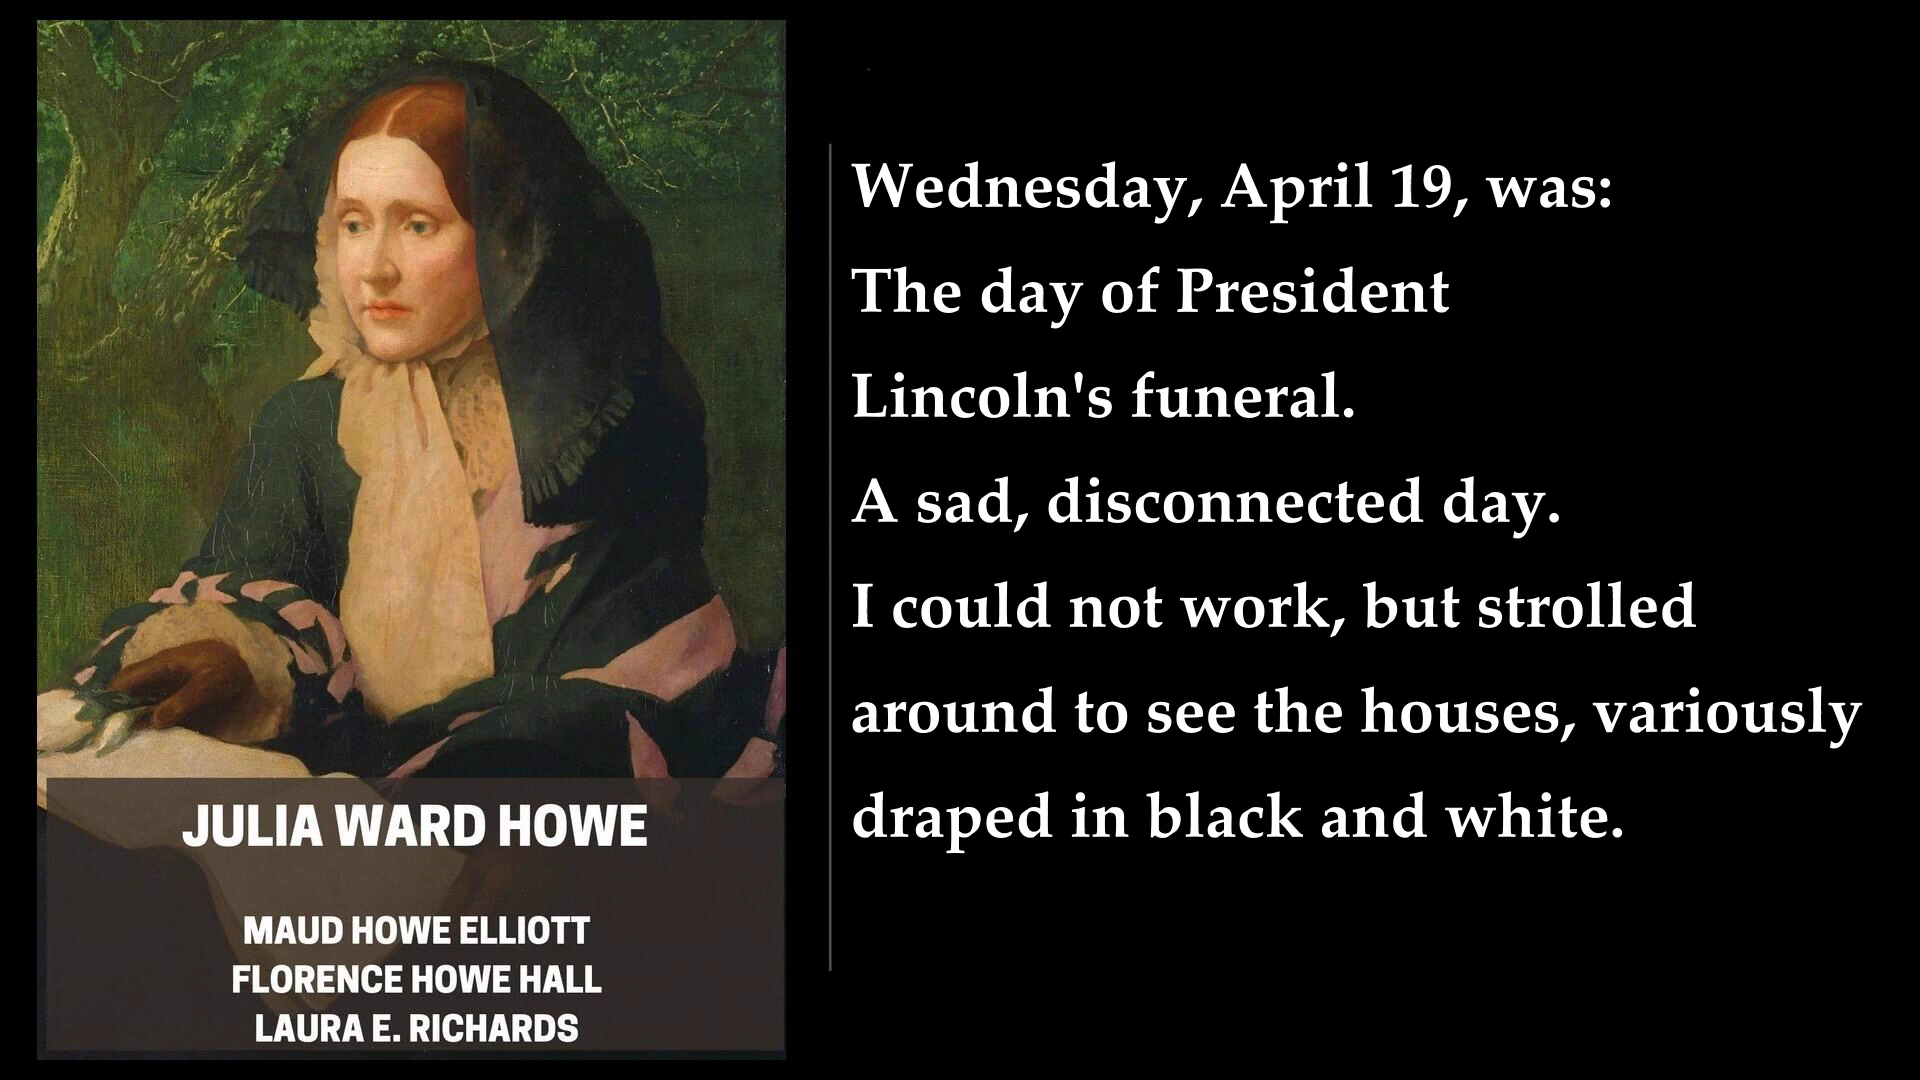 JULIA WARD HOWE
MAUD HOWE ELLIOTT
FLORENCE HOWE HALL
LAURA E. RICHARDS
Wednesday, April 19, was:
The day of President
Lincoln's funeral.
A sad, disconnected day.
I could not work, but strolled
around to see the houses, variously
draped in black and white.